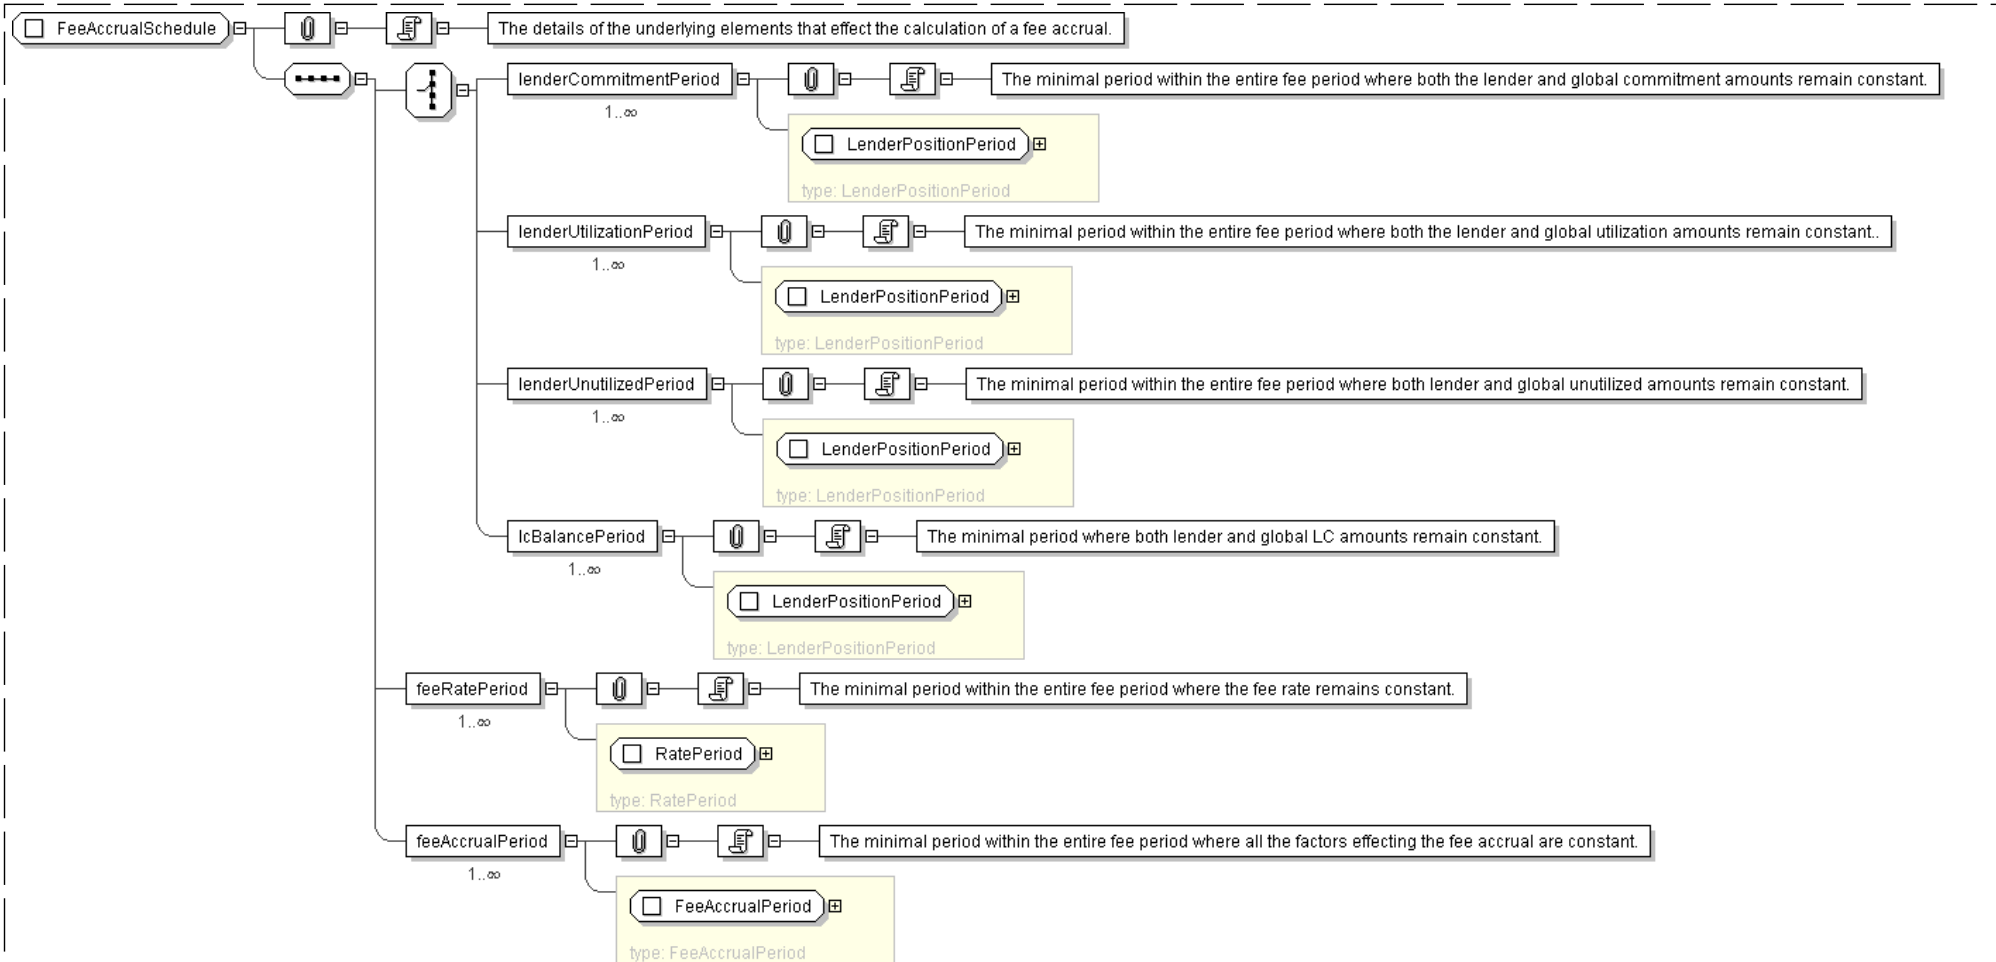 FeeAccrualSchedule
The details of the underlying elements that effect the calculation of a fee accrual.
lenderCommitmentPeriod
The minimal period within the entire fee period where both the lender and global commitment amounts remain constant.
1..∞
LenderPositionPeriod
type: LenderPositionPeriod
lenderUtilizationPeriod
The minimal period within the entire fee period where both the lender and global utilization amounts remain constant..
1..∞
LenderPositionPeriod
type: LenderPositionPeriod
lenderUnutilizedPeriod
The minimal period within the entire fee period where both lender and global unutilized amounts remain constant.
1..∞
LenderPositionPeriod
type: LenderPositionPeriod
lcBalancePeriod
The minimal period where both lender and global LC amounts remain constant.
1..∞
LenderPositionPeriod
type: LenderPositionPeriod
feeRatePeriod
The minimal period within the entire fee period where the fee rate remains constant.
1..∞
RatePeriod
type: RatePeriod
feeAccrualPeriod
The minimal period within the entire fee period where all the factors effecting the fee accrual are constant.
1..∞
FeeAccrualPeriod
type: FeeAccrualPeriod